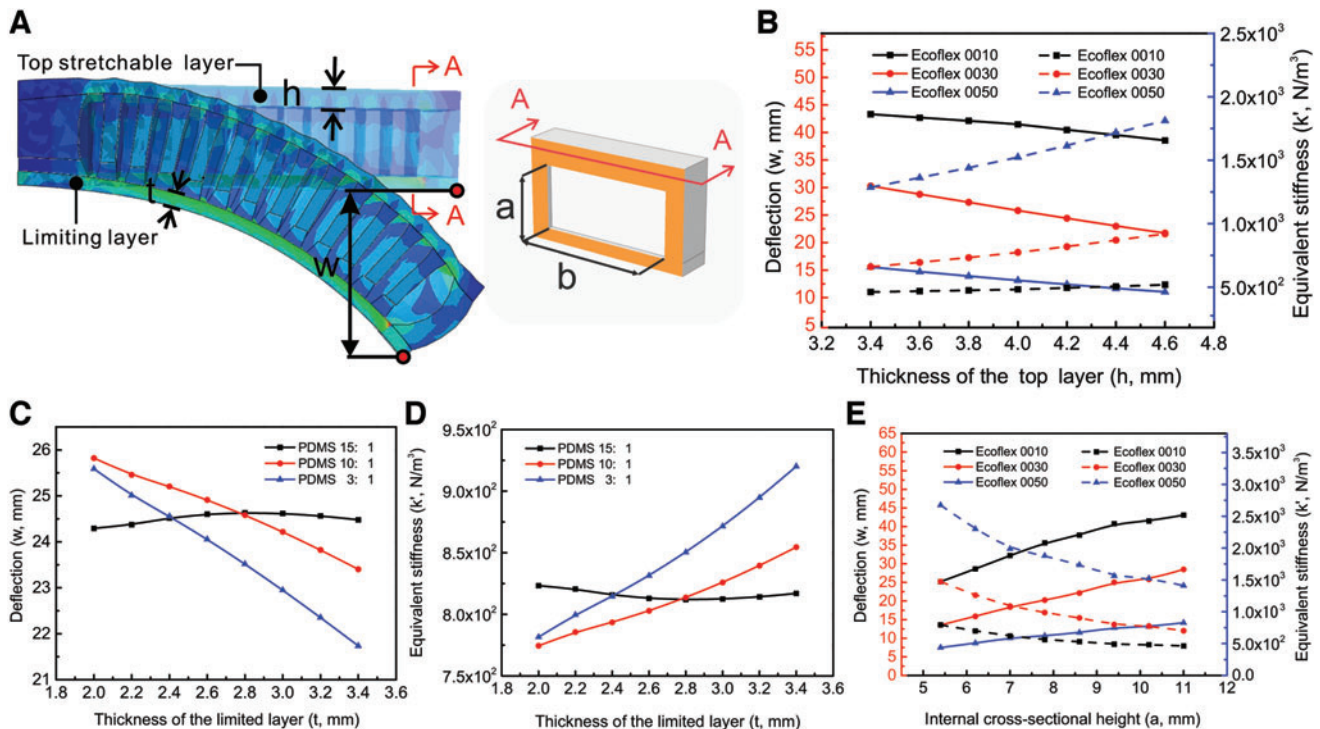 A
Top stretchable layer
h
A
t
Limiting layer
A
w
A
A
a
b
B
Deflection (w, mm)
55
50
45
40
35
30
25
20
15
10
5
Ecoflex 0010
Ecoflex 0030
Ecoflex 0050
Ecoflex 0010
Ecoflex 0030
Ecoflex 0050
2.5x10³
2.0x10³
1.5x10³
1.0x10³
5.0x10²
Equivalent stiffness (k', N/m³)
3.2 3.4 3.6 3.8 4.0 4.2 4.4 4.6 4.8
Thickness of the top layer (h, mm)
C
Deflection (w, mm)
26
25
24
23
22
21
PDMS 15: 1
PDMS 10: 1
PDMS 3: 1
1.8 2.0 2.2 2.4 2.6 2.8 3.0 3.2 3.4 3.6
Thickness of the limited layer (t, mm)
D
Equivalent stiffness (k', N/m³)
9.5x10²
9.0x10²
8.5x10²
8.0x10²
7.5x10²
PDMS 15: 1
PDMS 10: 1
PDMS 3: 1
1.8 2.0 2.2 2.4 2.6 2.8 3.0 3.2 3.4 3.6
Thickness of the limited layer (t, mm)
E
Deflection (w, mm)
65
60
55
50
45
40
35
30
25
20
15
10
5
0
Ecoflex 0010
Ecoflex 0030
Ecoflex 0050
Ecoflex 0010
Ecoflex 0030
Ecoflex 0050
3.5x10³
3.0x10³
2.5x10³
2.0x10³
1.5x10³
1.0x10³
5.0x10²
0.0
Equivalent stiffness (k', N/m³)
5 6 7 8 9 10 11 12
Internal cross-sectional height (a, mm)